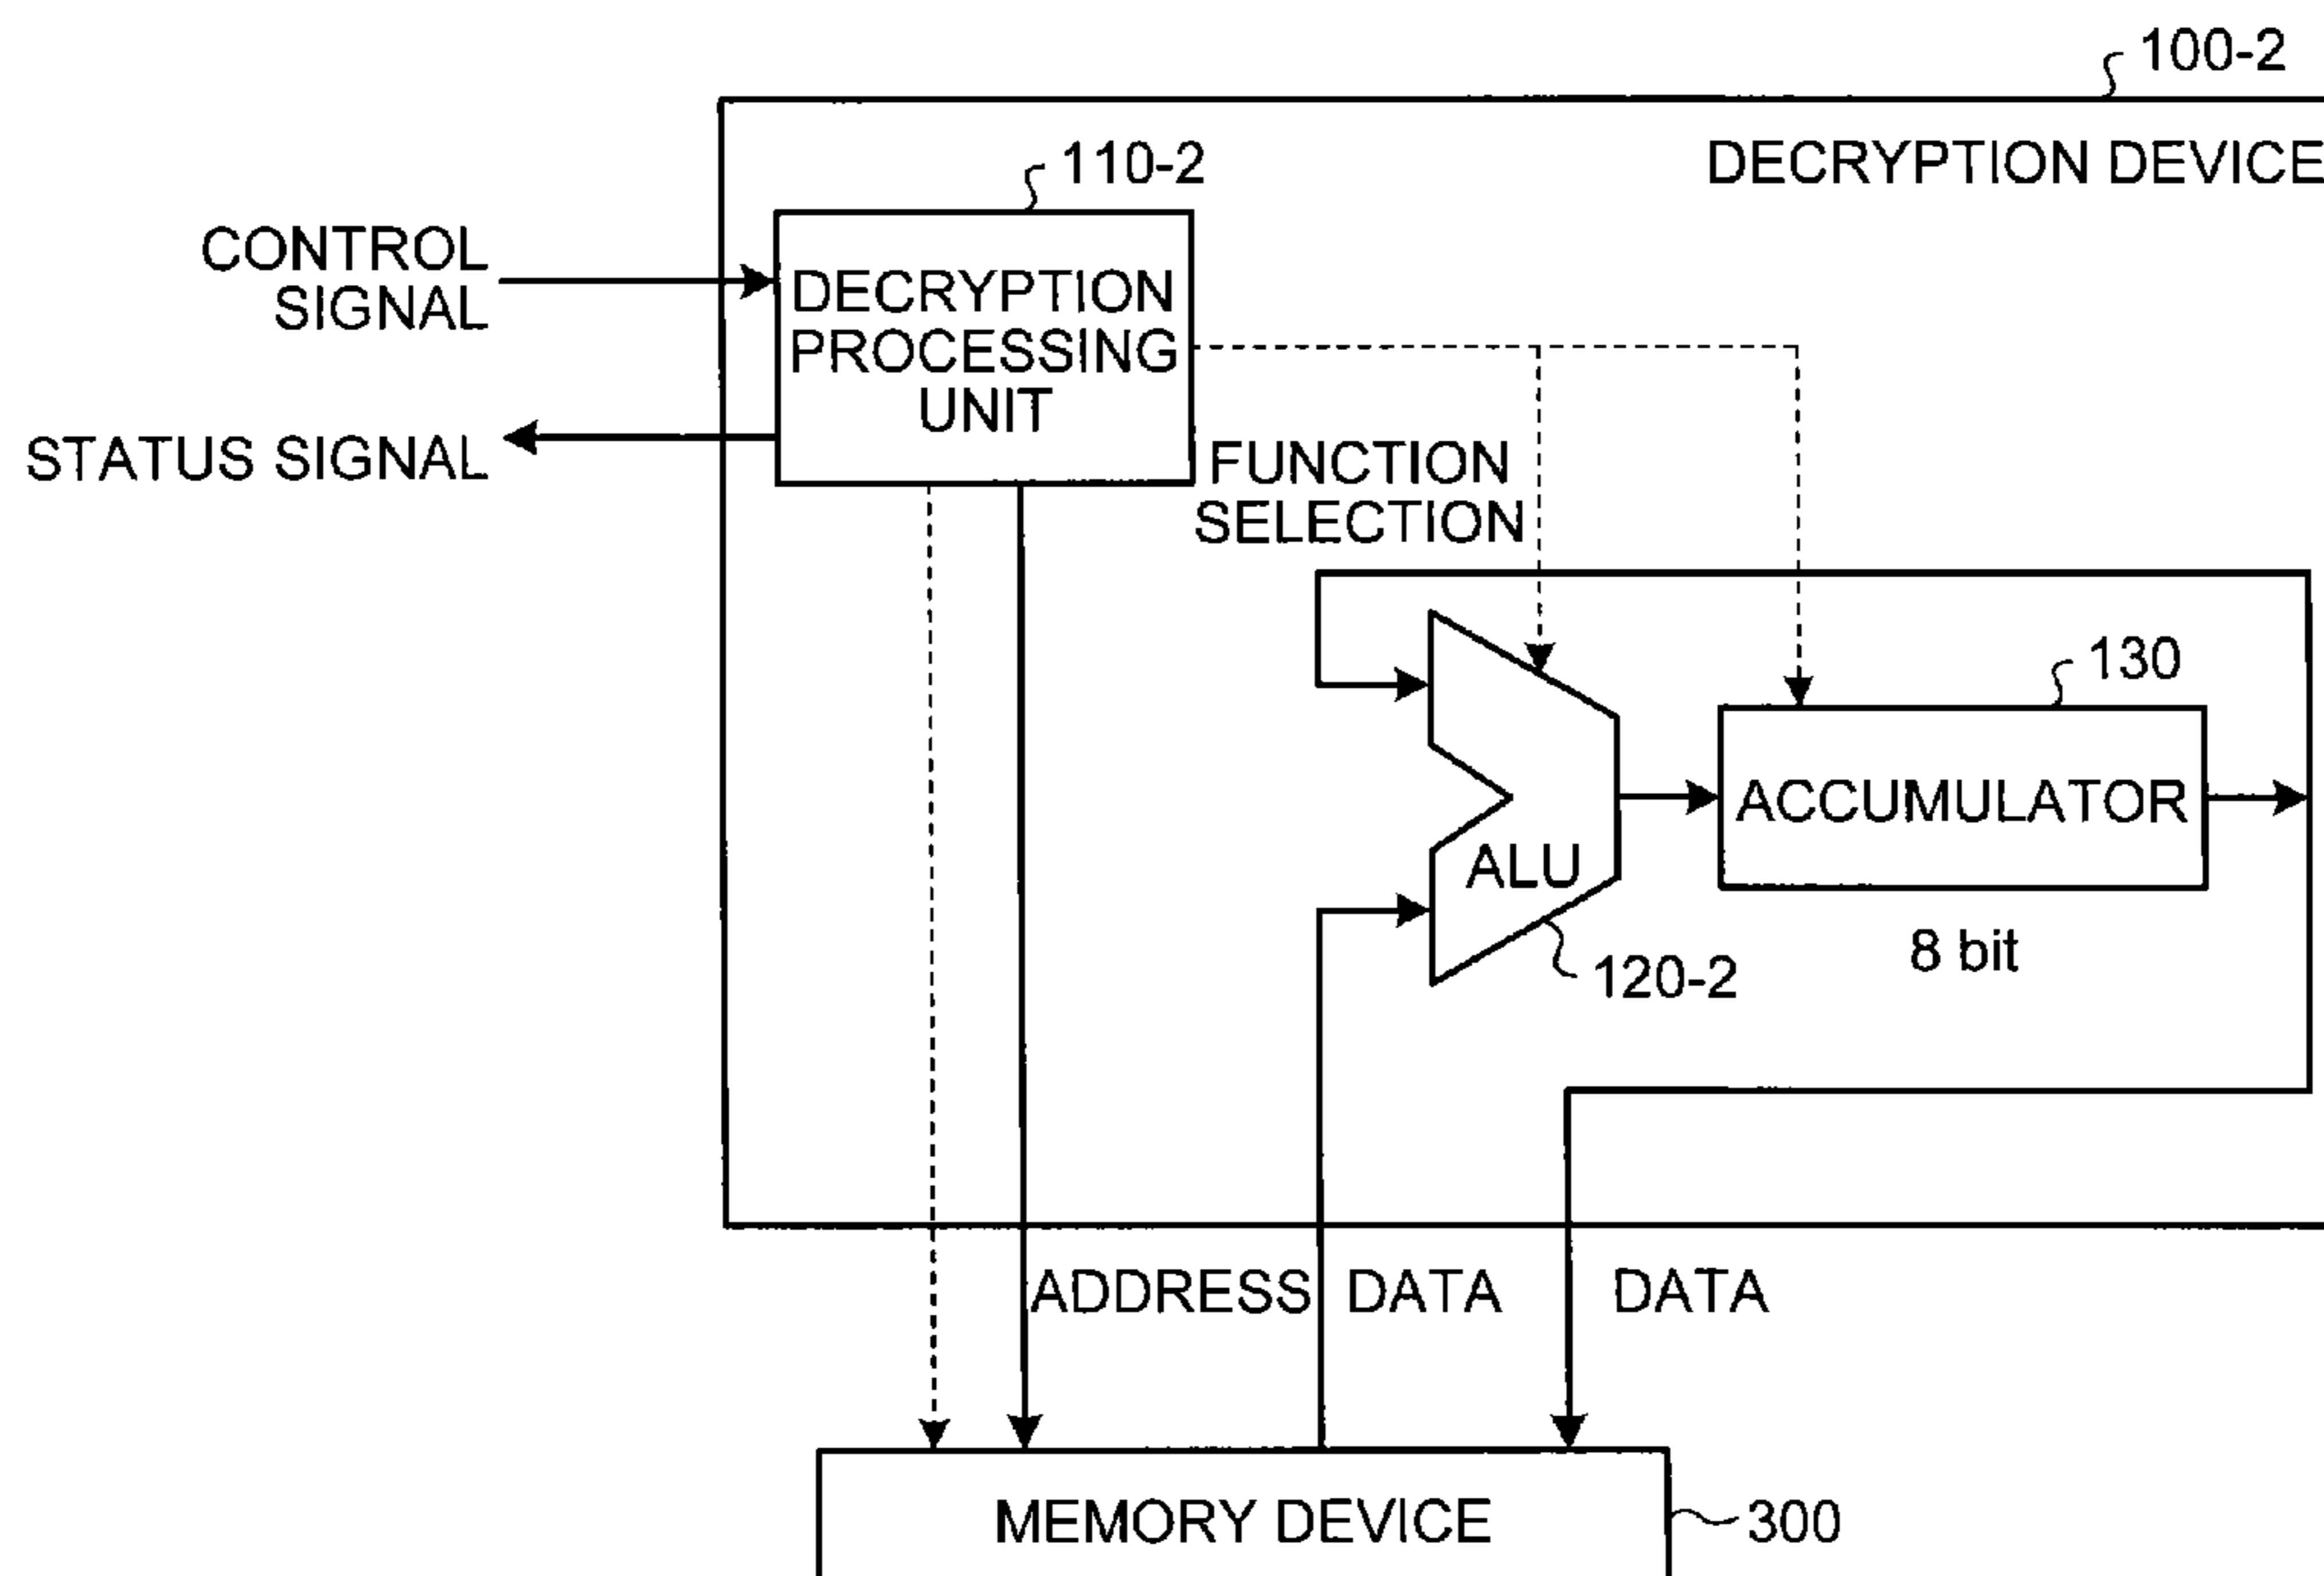 100-2
DECRYPTION DEVICE
110-2
CONTROL
SIGNAL
DECRYPTION
PROCESSING
UNIT
STATUS SIGNAL
FUNCTION
SELECTION
130
ACCUMULATOR
ALU
8 bit
120-2
ADDRESS
DATA
DATA
MEMORY DEVICE
300